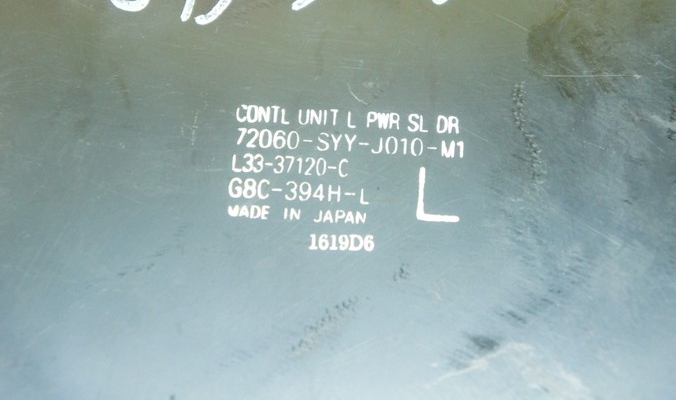 CONTL UNIT L PWR SL DR
72060-SYY-J010-M1
L33-37120-C
G8C-394H-L
L
MADE IN JAPAN
1619D6